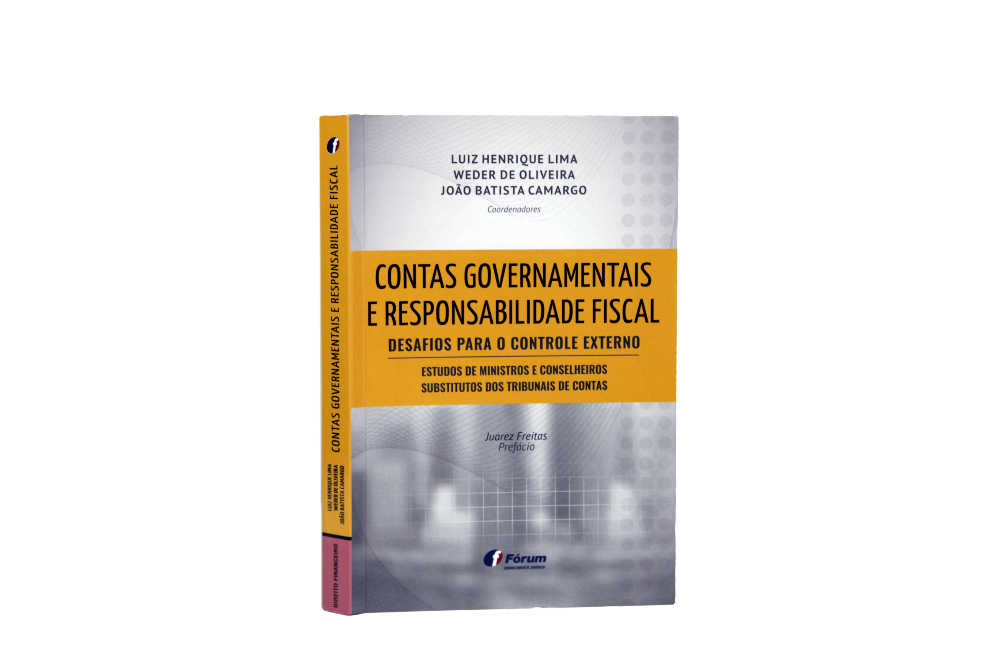 LUIZ HENRIQUE LIMA
WEDER DE OLIVEIRA
JOÃO BATISTA CAMARGO
Coordenadores
CONTAS GOVERNAMENTAIS
E RESPONSABILIDADE FISCAL
DESAFIOS PARA O CONTROLE EXTERNO
ESTUDOS DE MINISTROS E CONSELHEIROS
SUBSTITUTOS DOS TRIBUNAIS DE CONTAS
Juarez Freitas
Prefácio
f Fórum
CONHECIMENTO JURÍDICO
f
CONTAS GOVERNAMENTAIS E RESPONSABILIDADE FISCAL
LUIZ HENRIQUE LIMA
WEDER DE OLIVEIRA
JOÃO BATISTA CAMARGO
DIREITO FINANCEIRO